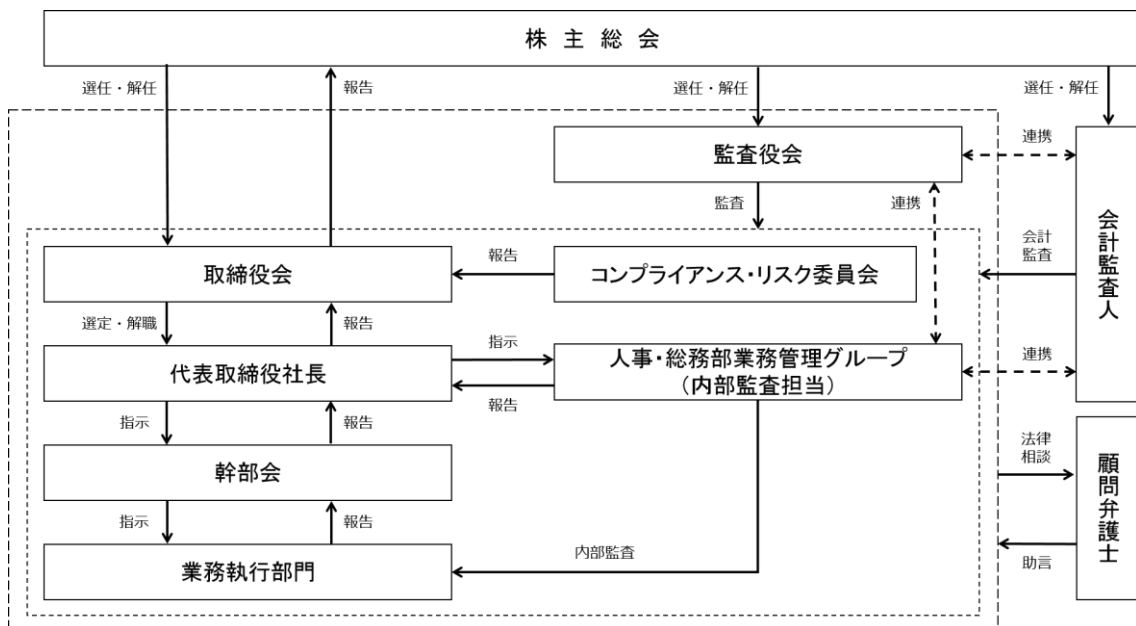 株主総会
選任・解任
報告
選任・解任
選任・解任
監査役会
連携
監査
連携
会計監査人
取締役会
報告
コンプライアンス・リスク委員会
会計
監査
選定・解職
報告
代表取締役社長
指示
報告
人事・総務部業務管理グループ
（内部監査担当）
連携
指示
報告
幹部会
法律
相談
顧問弁護士
指示
報告
業務執行部門
内部監査
助言